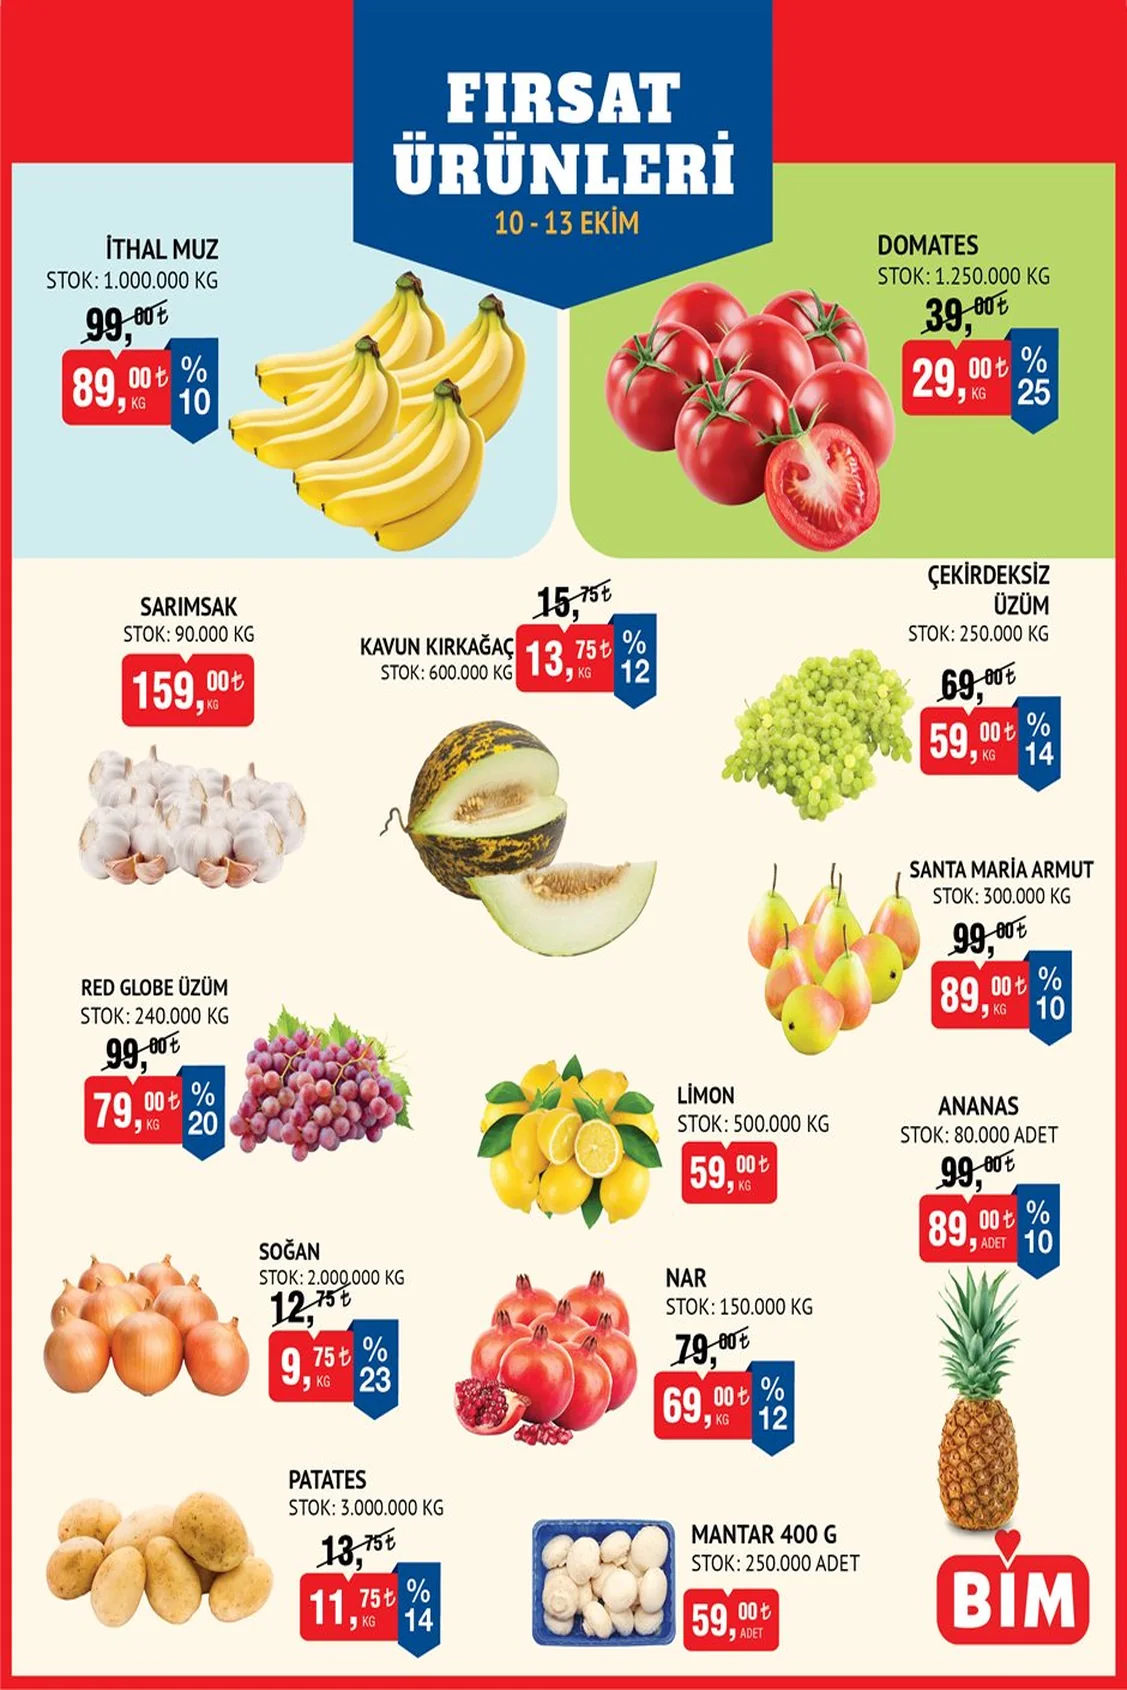 FIRSAT
ÜRÜNLERİ
10 - 13 EKİM
İTHAL MUZ
STOK: 1.000.000 KG
99,00₺
89,00₺ KG
% 10
DOMATES
STOK: 1.250.000 KG
39,00₺
29,00₺ KG
% 25
SARIMSAK
STOK: 90.000 KG
159,00₺ KG
KAVUN KIRKAĞAÇ
STOK: 600.000 KG
15,75₺
13,75₺ KG
% 12
ÇEKİRDEKSİZ
ÜZÜM
STOK: 250.000 KG
69,00₺
59,00₺ KG
% 14
SANTA MARİA ARMUT
STOK: 300.000 KG
99,00₺
89,00₺ KG
% 10
RED GLOBE ÜZÜM
STOK: 240.000 KG
99,00₺
79,00₺ KG
% 20
LİMON
STOK: 500.000 KG
59,00₺ KG
ANANAS
STOK: 80.000 ADET
99,00₺
89,00₺ ADET
% 10
SOĞAN
STOK: 2.000.000 KG
12,75₺
9,75₺ KG
% 23
NAR
STOK: 150.000 KG
79,00₺
69,00₺ KG
% 12
PATATES
STOK: 3.000.000 KG
13,75₺
11,75₺ KG
% 14
MANTAR 400 G
STOK: 250.000 ADET
59,00₺ ADET
BİM